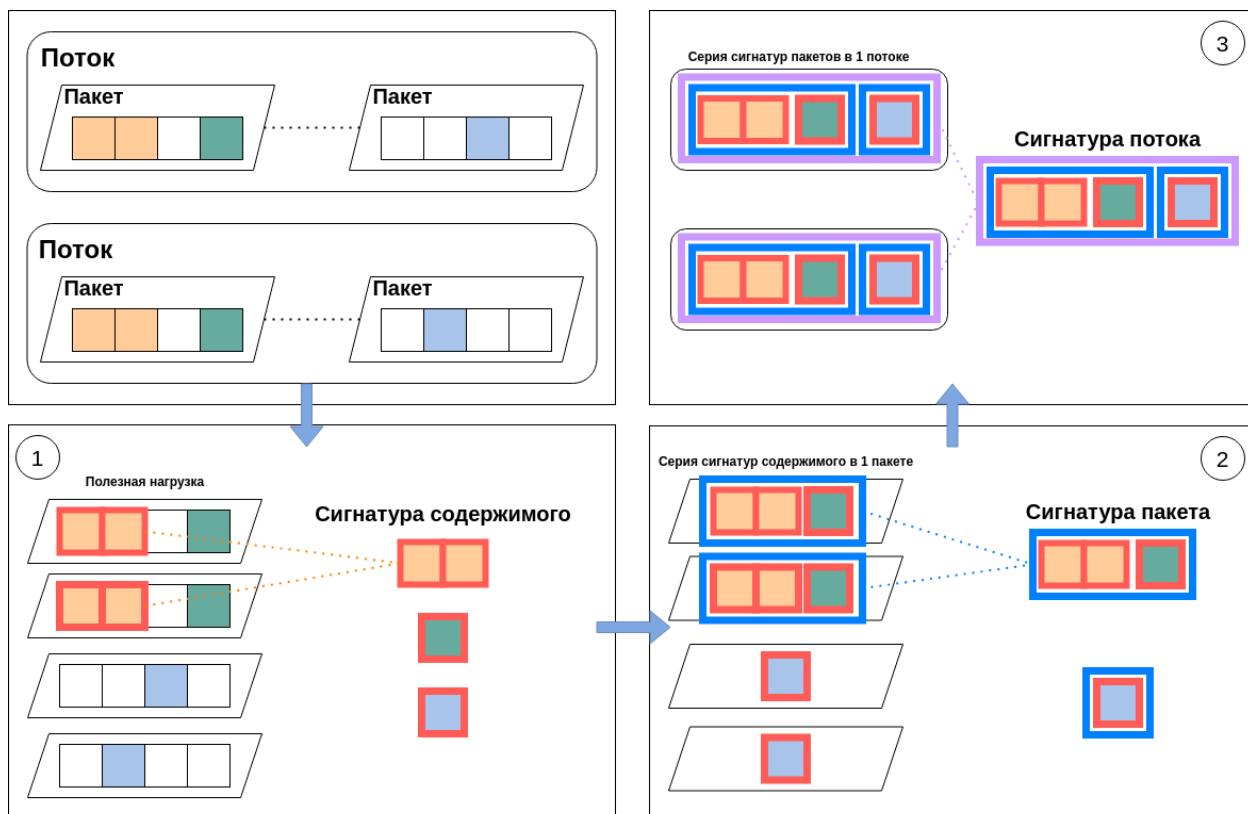 Поток
Пакет
Пакет
Поток
Пакет
Пакет
1
Полезная нагрузка
Сигнатура содержимого
2
Серия сигнатур содержимого в 1 пакете
Сигнатура пакета
3
Серия сигнатур пакетов в 1 потоке
Сигнатура потока